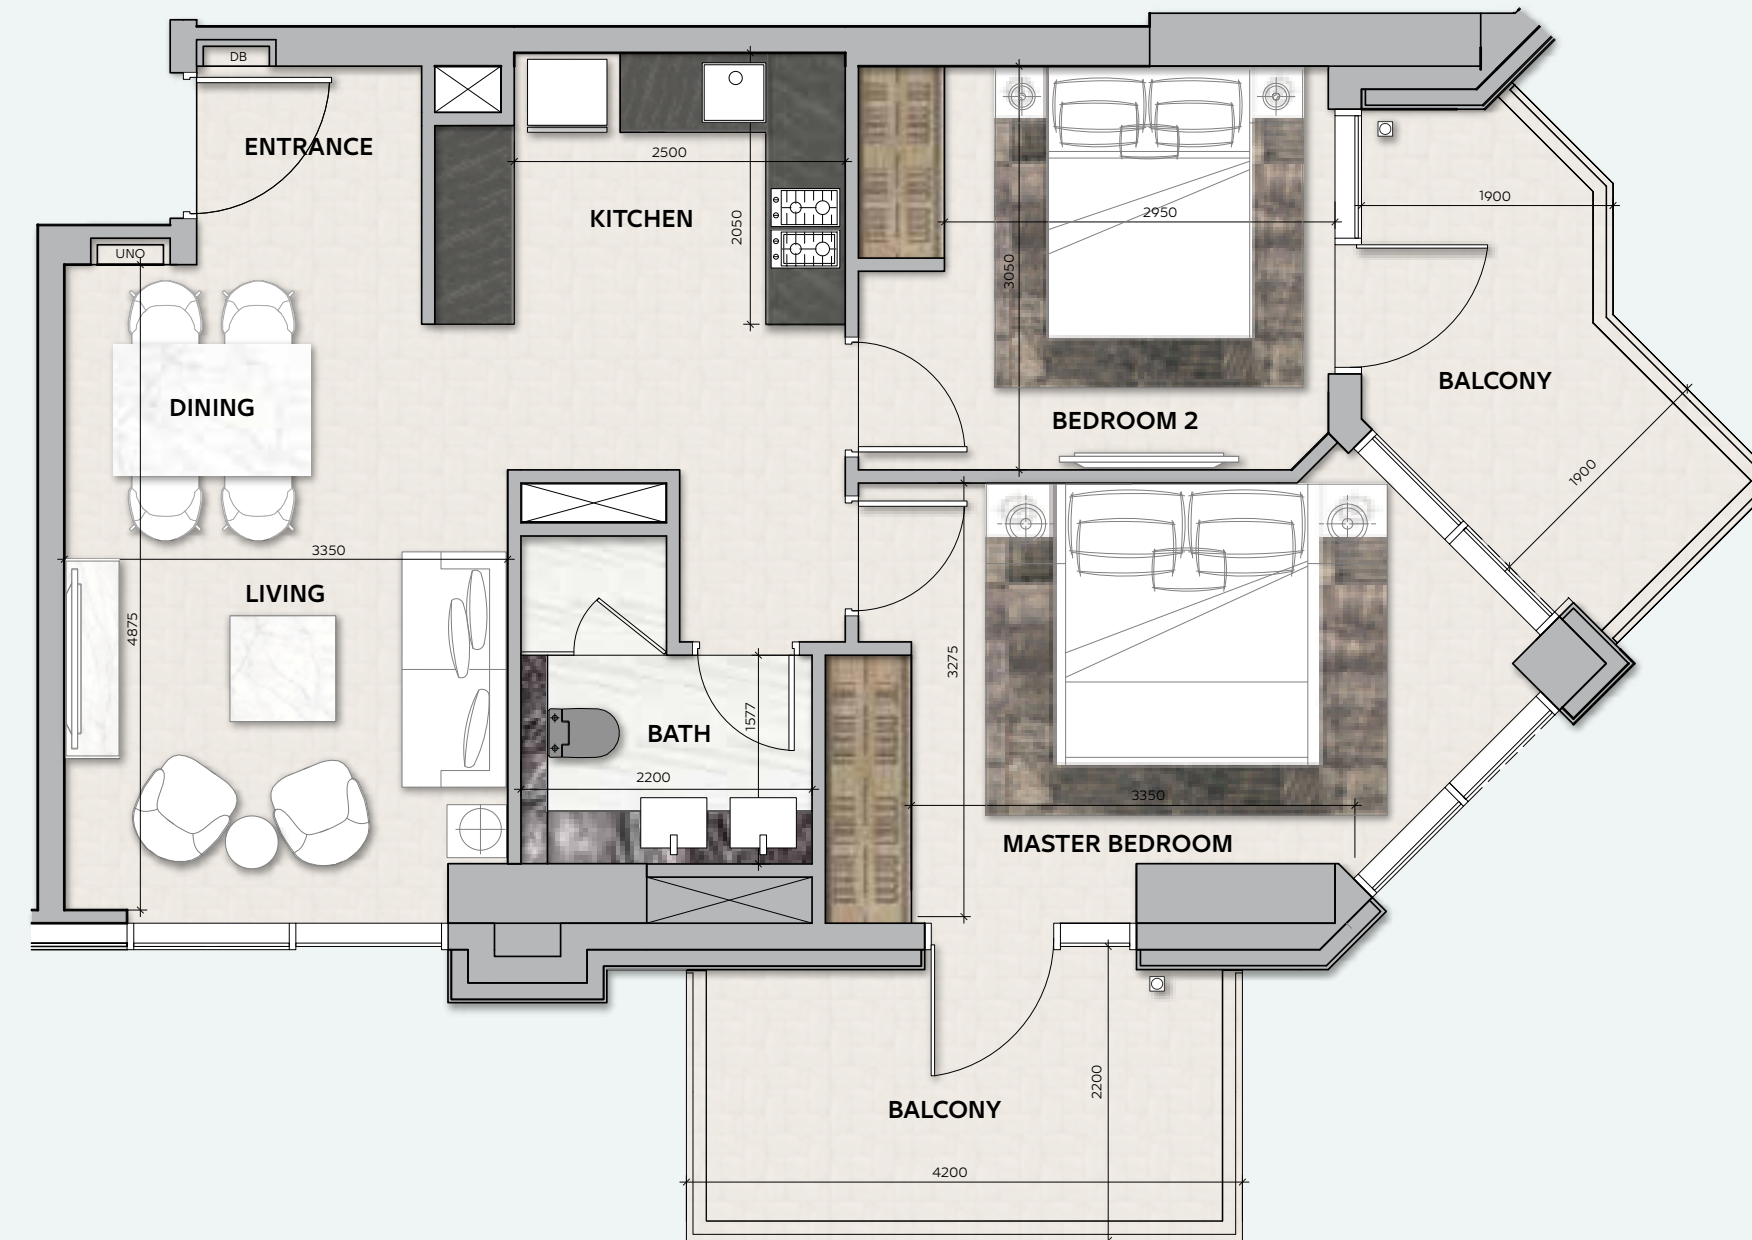 DB
ENTRANCE
2500
KITCHEN
2050
2950
1900
UNO
3050
DINING
BEDROOM 2
BALCONY
1900
3350
LIVING
4875
3275
BATH
1577
2200
3350
MASTER BEDROOM
2200
BALCONY
4200